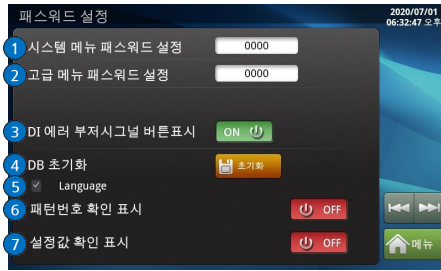 패스워드 설정
2020/07/01
06:32:47 오후
1 시스템 메뉴 패스워드 설정 0000
2 고급 메뉴 패스워드 설정 0000
3 DI 에러 부저시그널 버튼표시 ON
4 DB 초기화 초기화
5 Language
6 패턴번호 확인 표시 OFF
7 설정값 확인 표시 OFF
메뉴